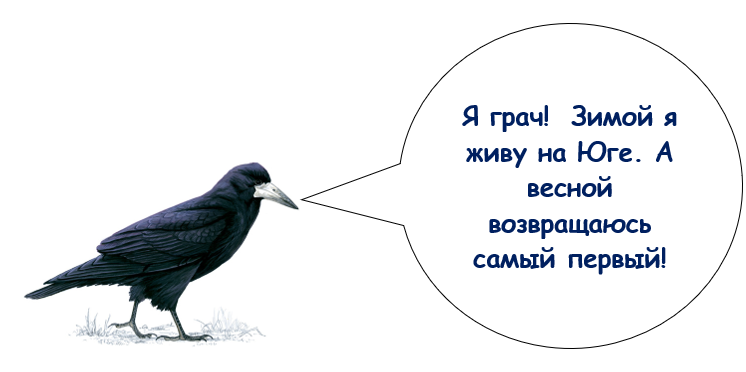 Я грач!  Зимой я
живу на Юге. А
весной
возвращаюсь
самый первый!